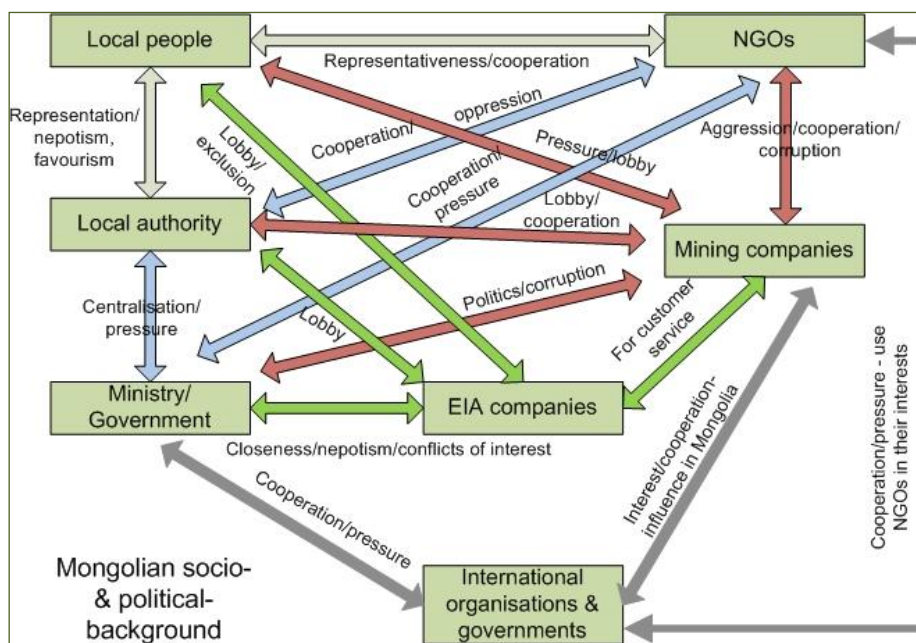 Local people
NGOs
Representativeness/cooperation
Representation/
nepotism,
favourism
Lobby/
exclusion
Cooperation/
oppression
Cooperation/
pressure
Pressure/lobby
Aggression/cooperation/
corruption
Local authority
Lobby/
cooperation
Mining companies
Centralisation/
pressure
Lobby
Politics/corruption
For customer
service
Ministry/
Government
EIA companies
Closeness/nepotism/conflicts of interest
Cooperation/pressure
Interest/cooperation-
influence in Mongolia
Cooperation/pressure - use
NGOs in their interests
Mongolian socio-
& political-
background
International
organisations &
governments